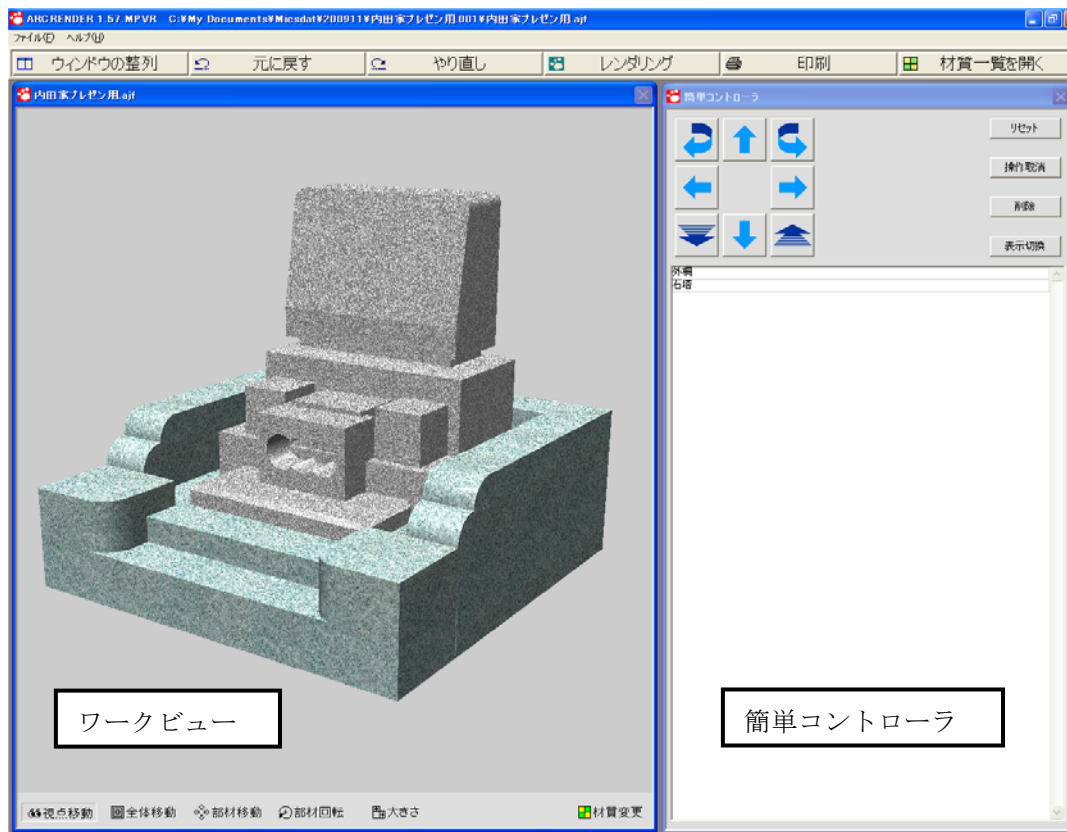 ARCRENDER 1.57.MPVR C:¥My Documents¥Micsdat¥200911¥内田家プレゼン用.001¥内田家プレゼン用.ajf
ファイル(F) ヘルプ(H)
ウィンドウの整列 元に戻す やり直し レンダリング 印刷 材質一覧を開く
内田家プレゼン用.ajf
簡単コントローラ
リセット
操作取消
削除
表示切換
外柵
石塔
ワークビュー
簡単コントローラ
視点移動 全体移動 部材移動 部材回転 大きさ 材質変更